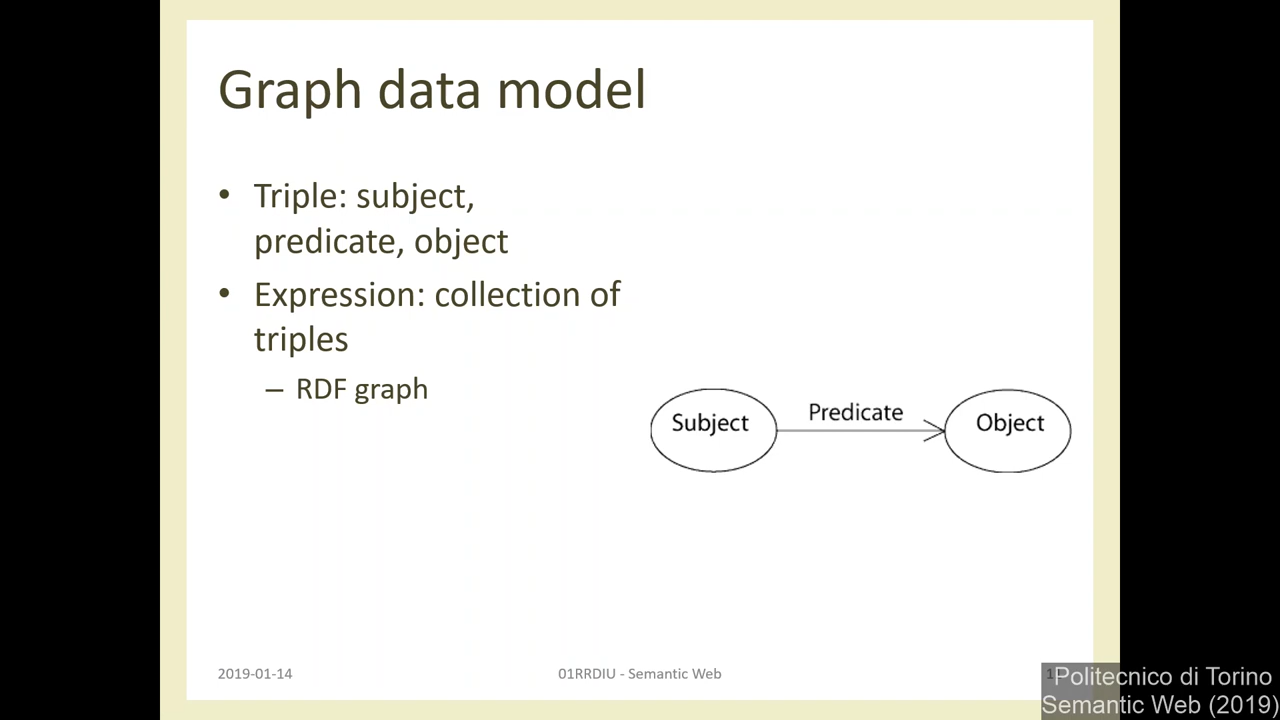 Graph data model
• Triple: subject,
predicate, object
• Expression: collection of
triples
– RDF graph
Subject
Predicate
Object
2019-01-14
01RRDIU - Semantic Web
Politecnico di Torino
Semantic Web (2019)